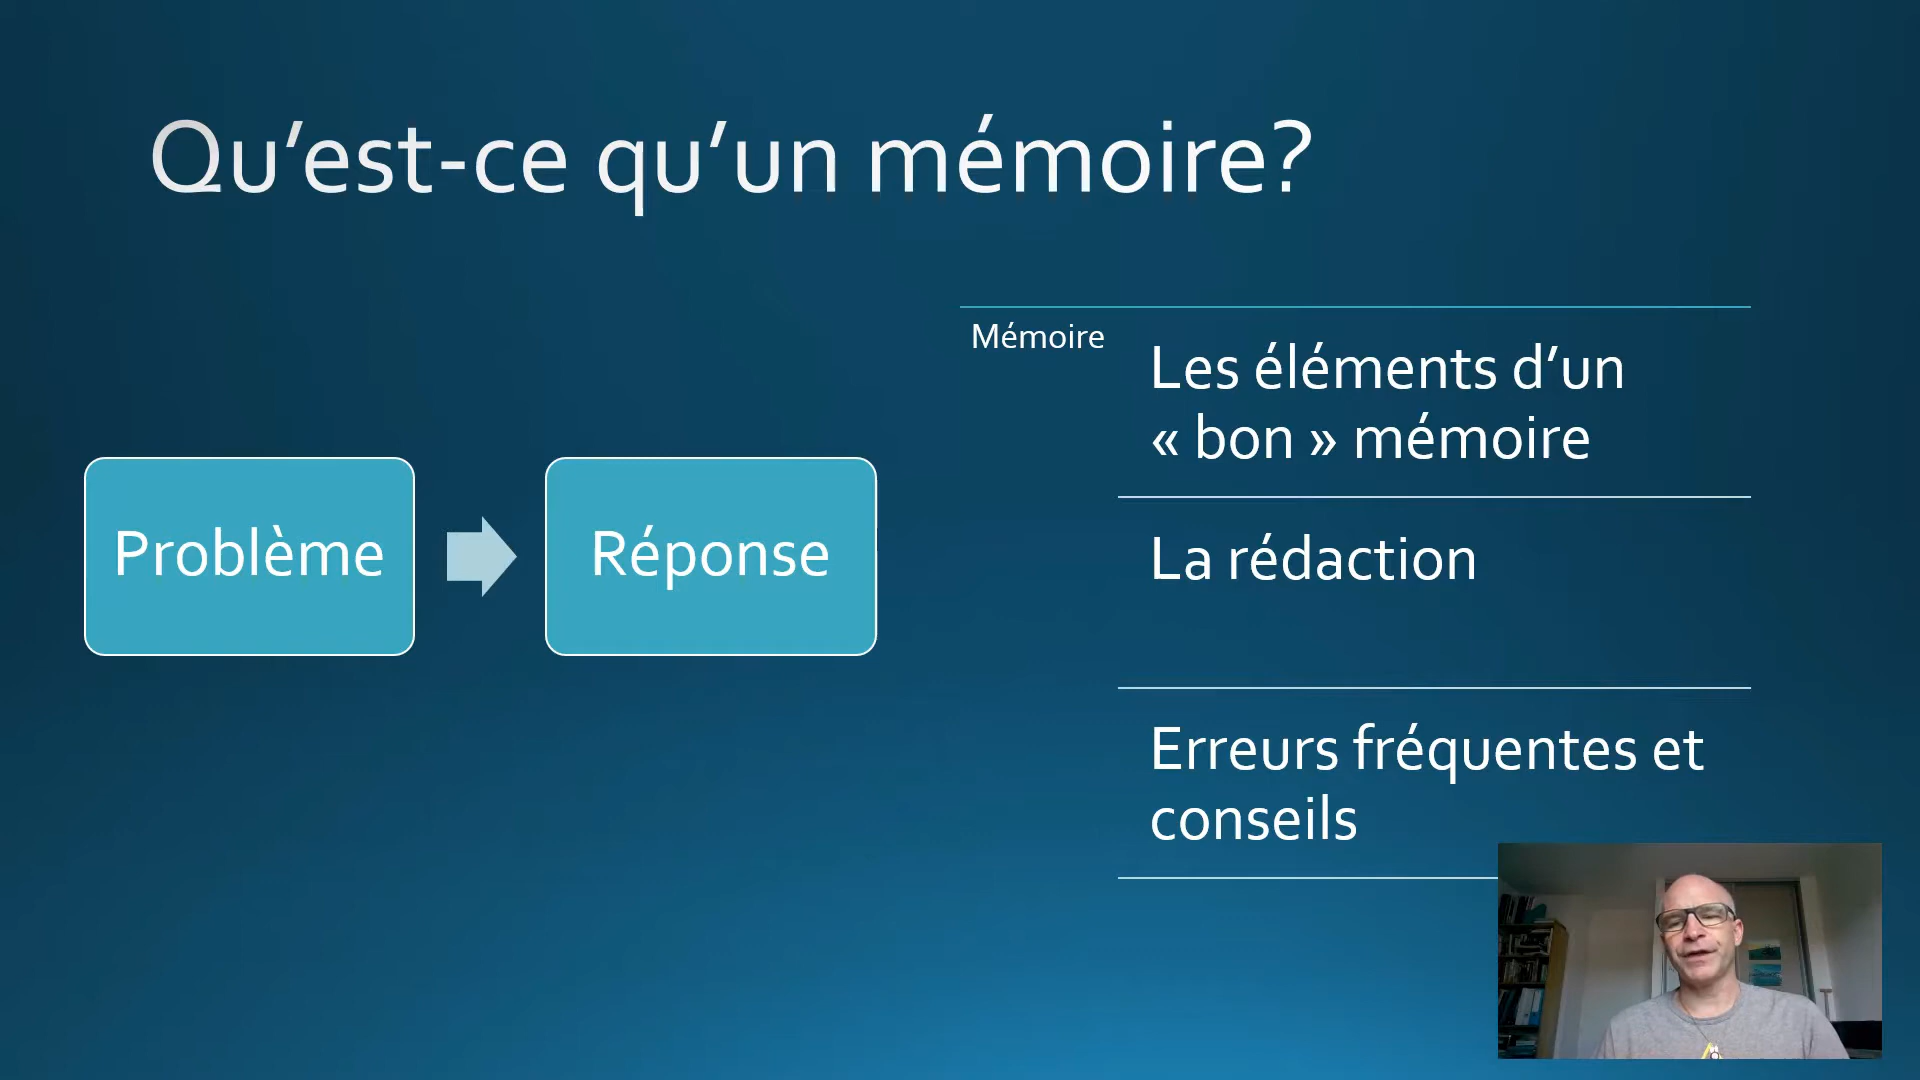 Qu’est-ce qu’un mémoire?
Problème
Réponse
Mémoire
Les éléments d’un
« bon » mémoire
La rédaction
Erreurs fréquentes et
conseils